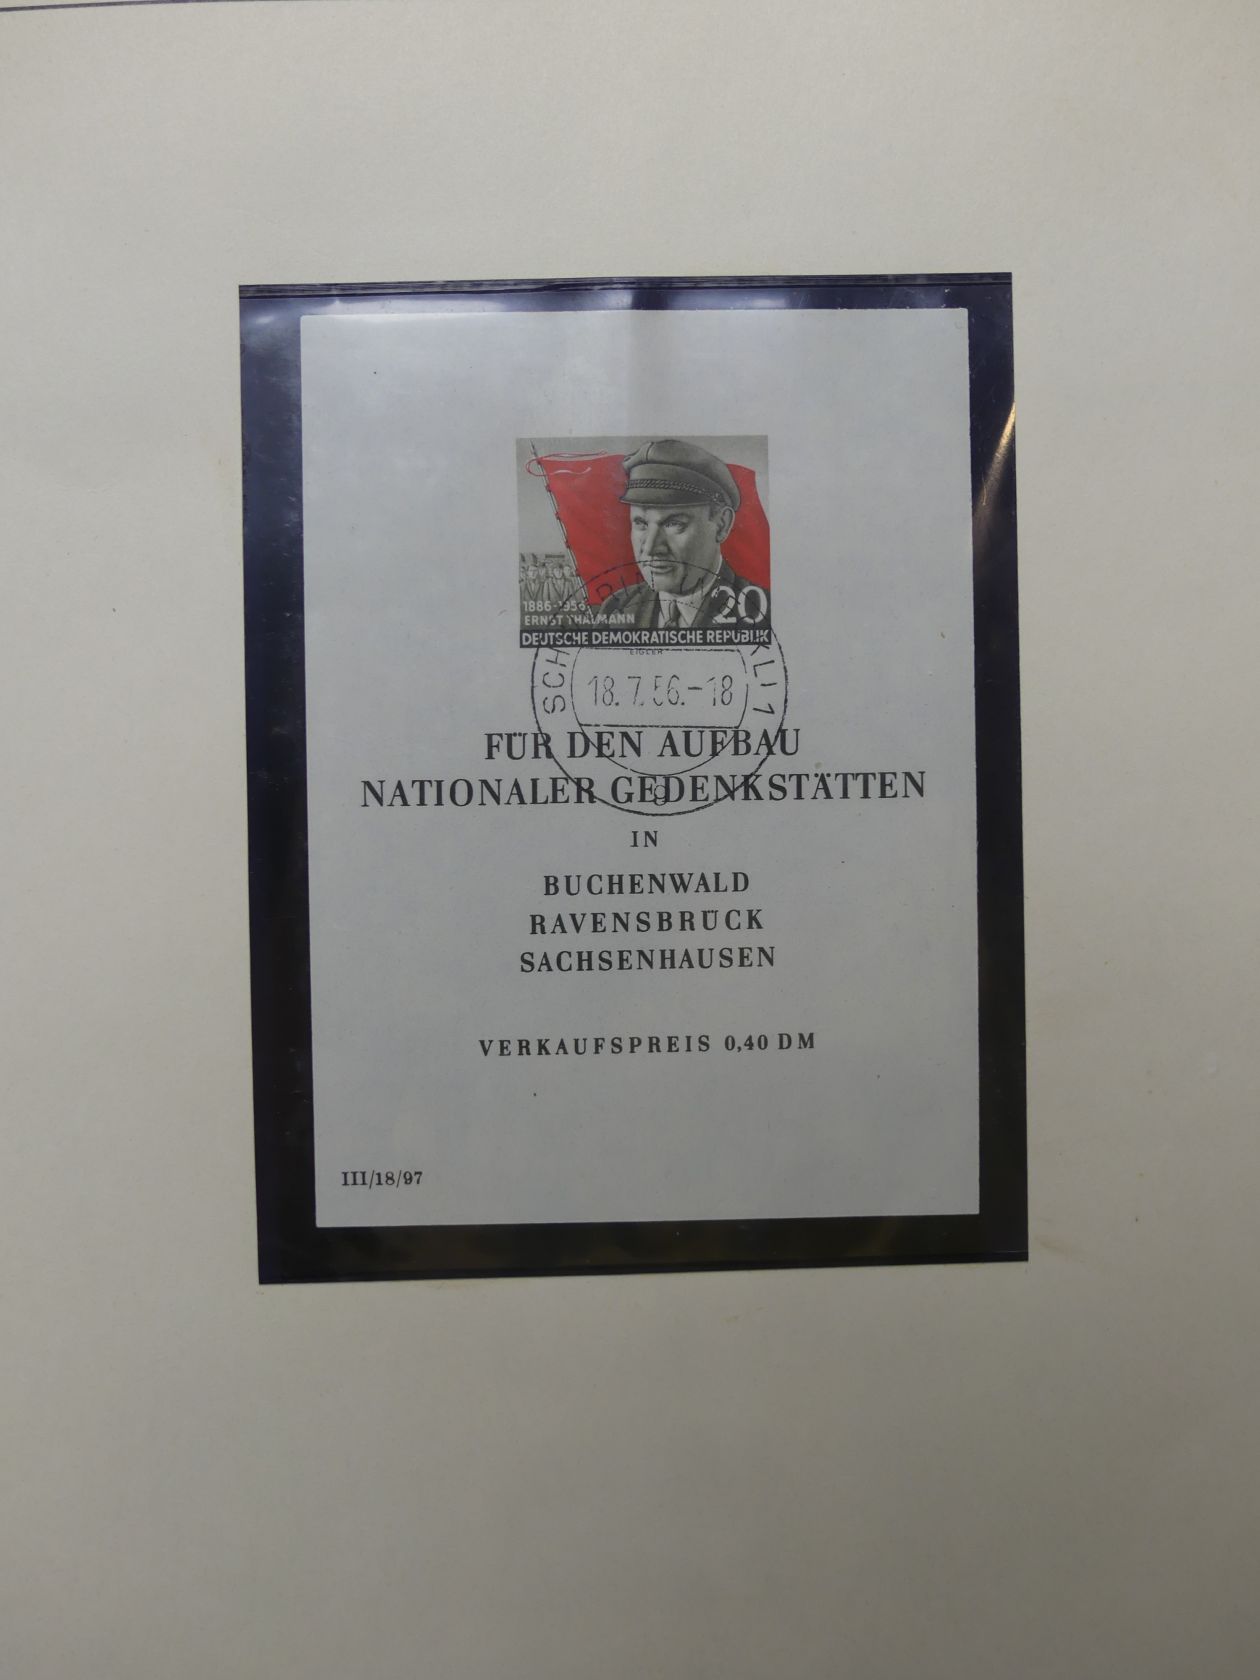 1886-1956
ERNST THÄLMANN
20
DEUTSCHE DEMOKRATISCHE REPUBLIK
EIGLER
18.7.56.-18
FÜR DEN AUFBAU
NATIONALER GEDENKSTÄTTEN
IN
BUCHENWALD
RAVENSBRÜCK
SACHSENHAUSEN
VERKAUFSPREIS 0,40 DM
III/18/97